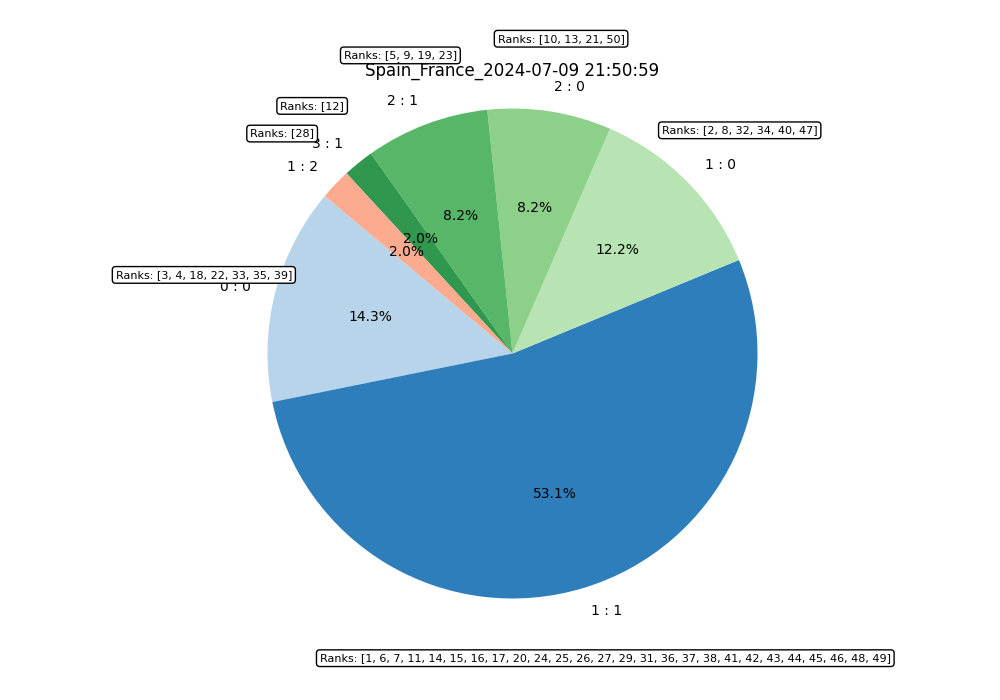 Ranks: [10, 13, 21, 50]
Ranks: [5, 9, 19, 23]
Spain_France_2024-07-09 21:50:59
2 : 0
2 : 1
Ranks: [12]
Ranks: [2, 8, 32, 34, 40, 47]
Ranks: [28]
3 : 1
1 : 0
1 : 2
8.2%
8.2%
2.0%
12.2%
2.0%
Ranks: [3, 4, 18, 22, 33, 35, 39]
0 : 0
14.3%
53.1%
1 : 1
Ranks: [1, 6, 7, 11, 14, 15, 16, 17, 20, 24, 25, 26, 27, 29, 31, 36, 37, 38, 41, 42, 43, 44, 45, 46, 48, 49]